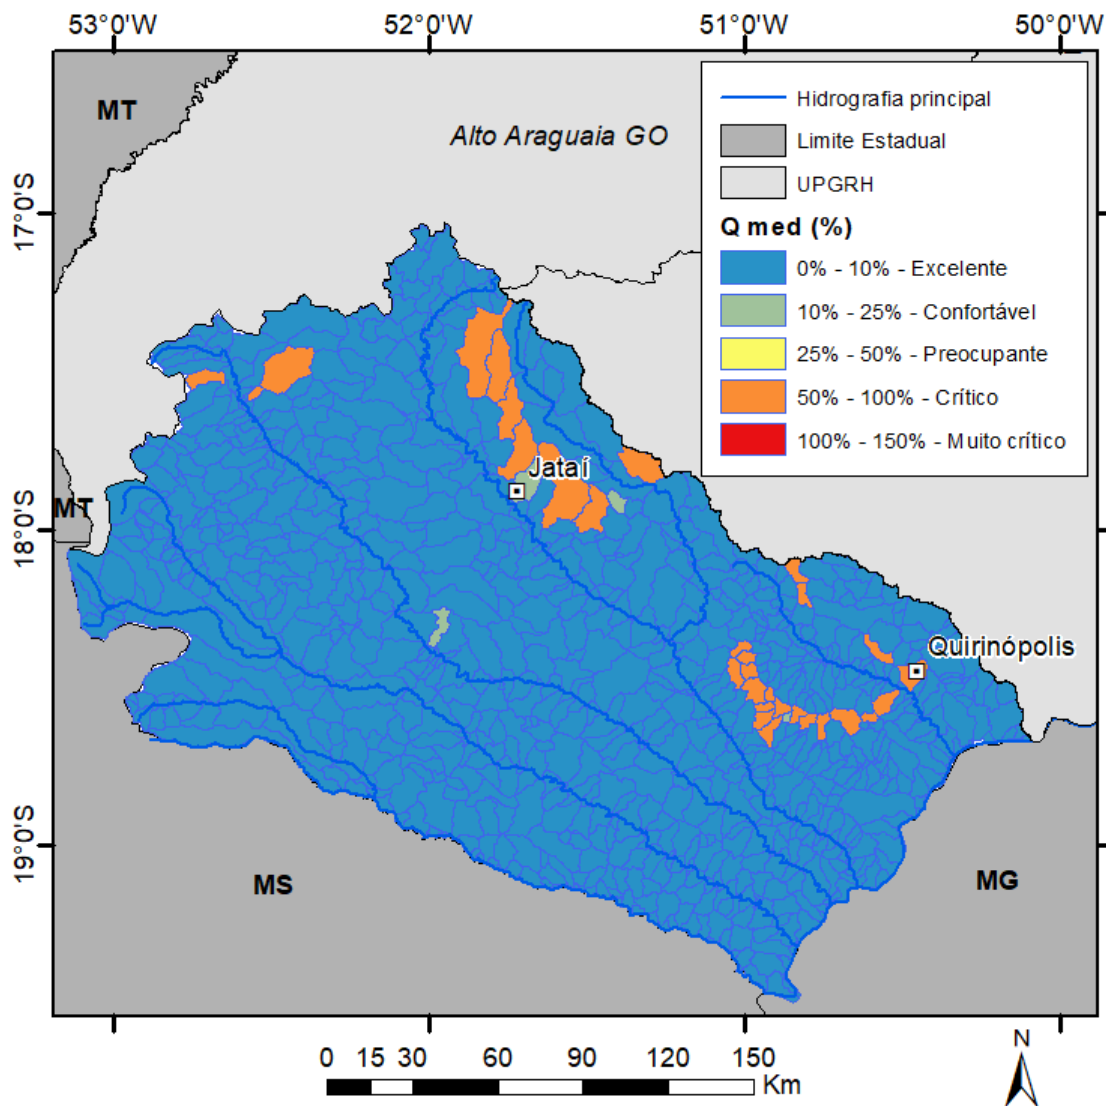 53°0'W 52°0'W 51°0'W 50°0'W
MT
Alto Araguaia GO
Hidrografia principal
Limite Estadual
UPGRH
Q med (%)
0% - 10% - Excelente
10% - 25% - Confortável
25% - 50% - Preocupante
50% - 100% - Crítico
100% - 150% - Muito crítico
17°0'S
Jataí
MT
18°0'S
Quirinópolis
19°0'S
MS
MG
0 15 30 60 90 120 150
Km
N